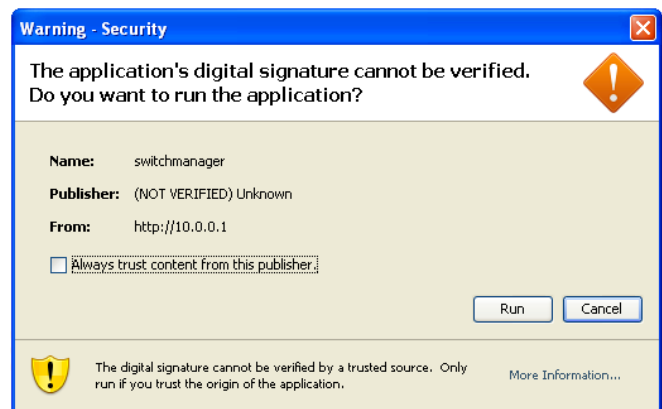 Warning - Security
The application's digital signature cannot be verified.
Do you want to run the application?
Name: switchmanager
Publisher: (NOT VERIFIED) Unknown
From: http://10.0.0.1
Always trust content from this publisher.
Run Cancel
The digital signature cannot be verified by a trusted source. Only
run if you trust the origin of the application.
More Information...